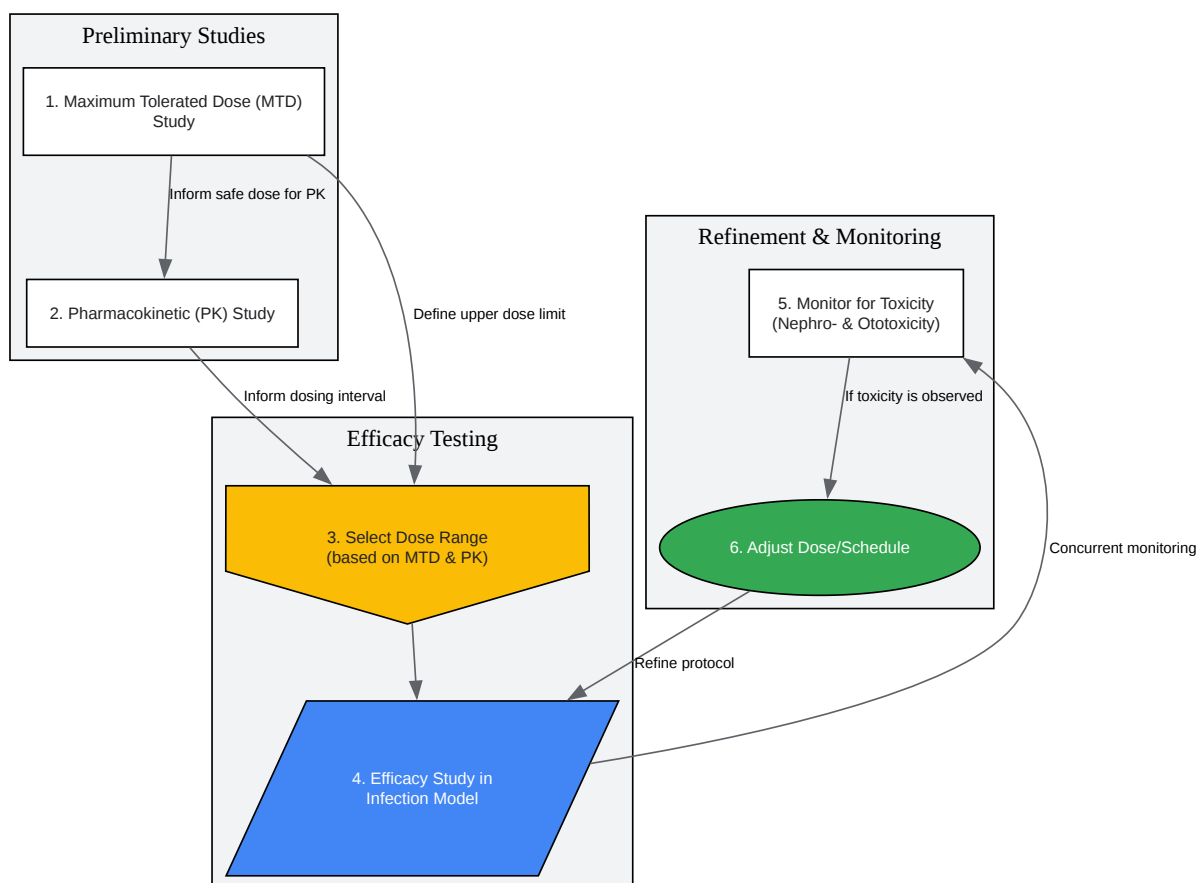 Preliminary Studies
1. Maximum Tolerated Dose (MTD)
Study
Inform safe dose for PK
2. Pharmacokinetic (PK) Study
Define upper dose limit
Inform dosing interval
Efficacy Testing
3. Select Dose Range
(based on MTD & PK)
4. Efficacy Study in
Infection Model
Refinement & Monitoring
5. Monitor for Toxicity
(Nephro- & Ototoxicity)
If toxicity is observed
6. Adjust Dose/Schedule
Concurrent monitoring
Refine protocol